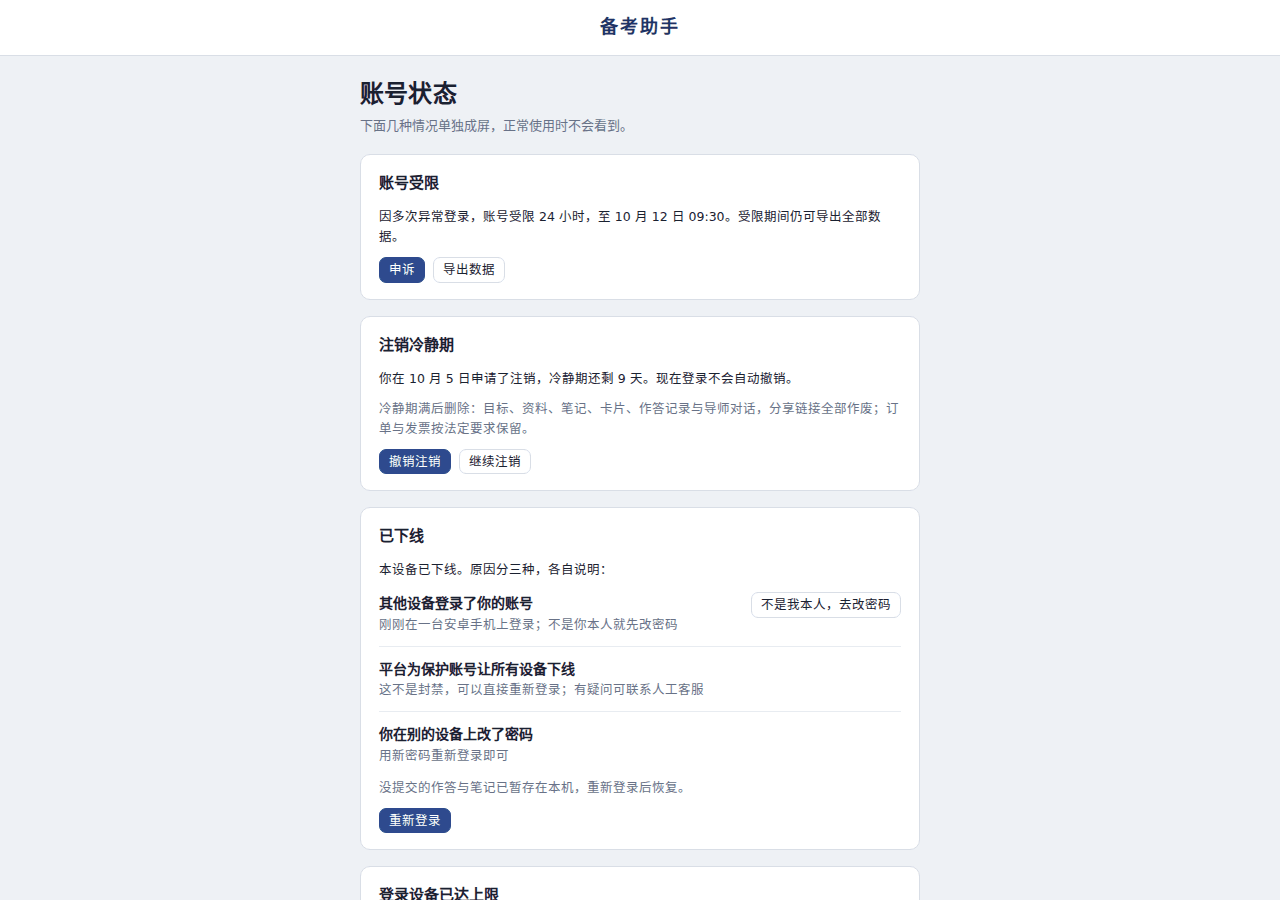 备考助手
账号状态
下面几种情况单独成屏，正常使用时不会看到。
账号受限
因多次异常登录，账号受限 24 小时，至 10 月 12 日 09:30。受限期间仍可导出全部数
据。
申诉
导出数据
注销冷静期
你在 10 月 5 日申请了注销，冷静期还剩 9 天。现在登录不会自动撤销。
冷静期满后删除：目标、资料、笔记、卡片、作答记录与导师对话，分享链接全部作废；订
单与发票按法定要求保留。
撤销注销
继续注销
已下线
本设备已下线。原因分三种，各自说明：
其他设备登录了你的账号
不是我本人，去改密码
刚刚在一台安卓手机上登录；不是你本人就先改密码
平台为保护账号让所有设备下线
这不是封禁，可以直接重新登录；有疑问可联系人工客服
你在别的设备上改了密码
用新密码重新登录即可
没提交的作答与笔记已暂存在本机，重新登录后恢复。
重新登录
登录设备已达上限